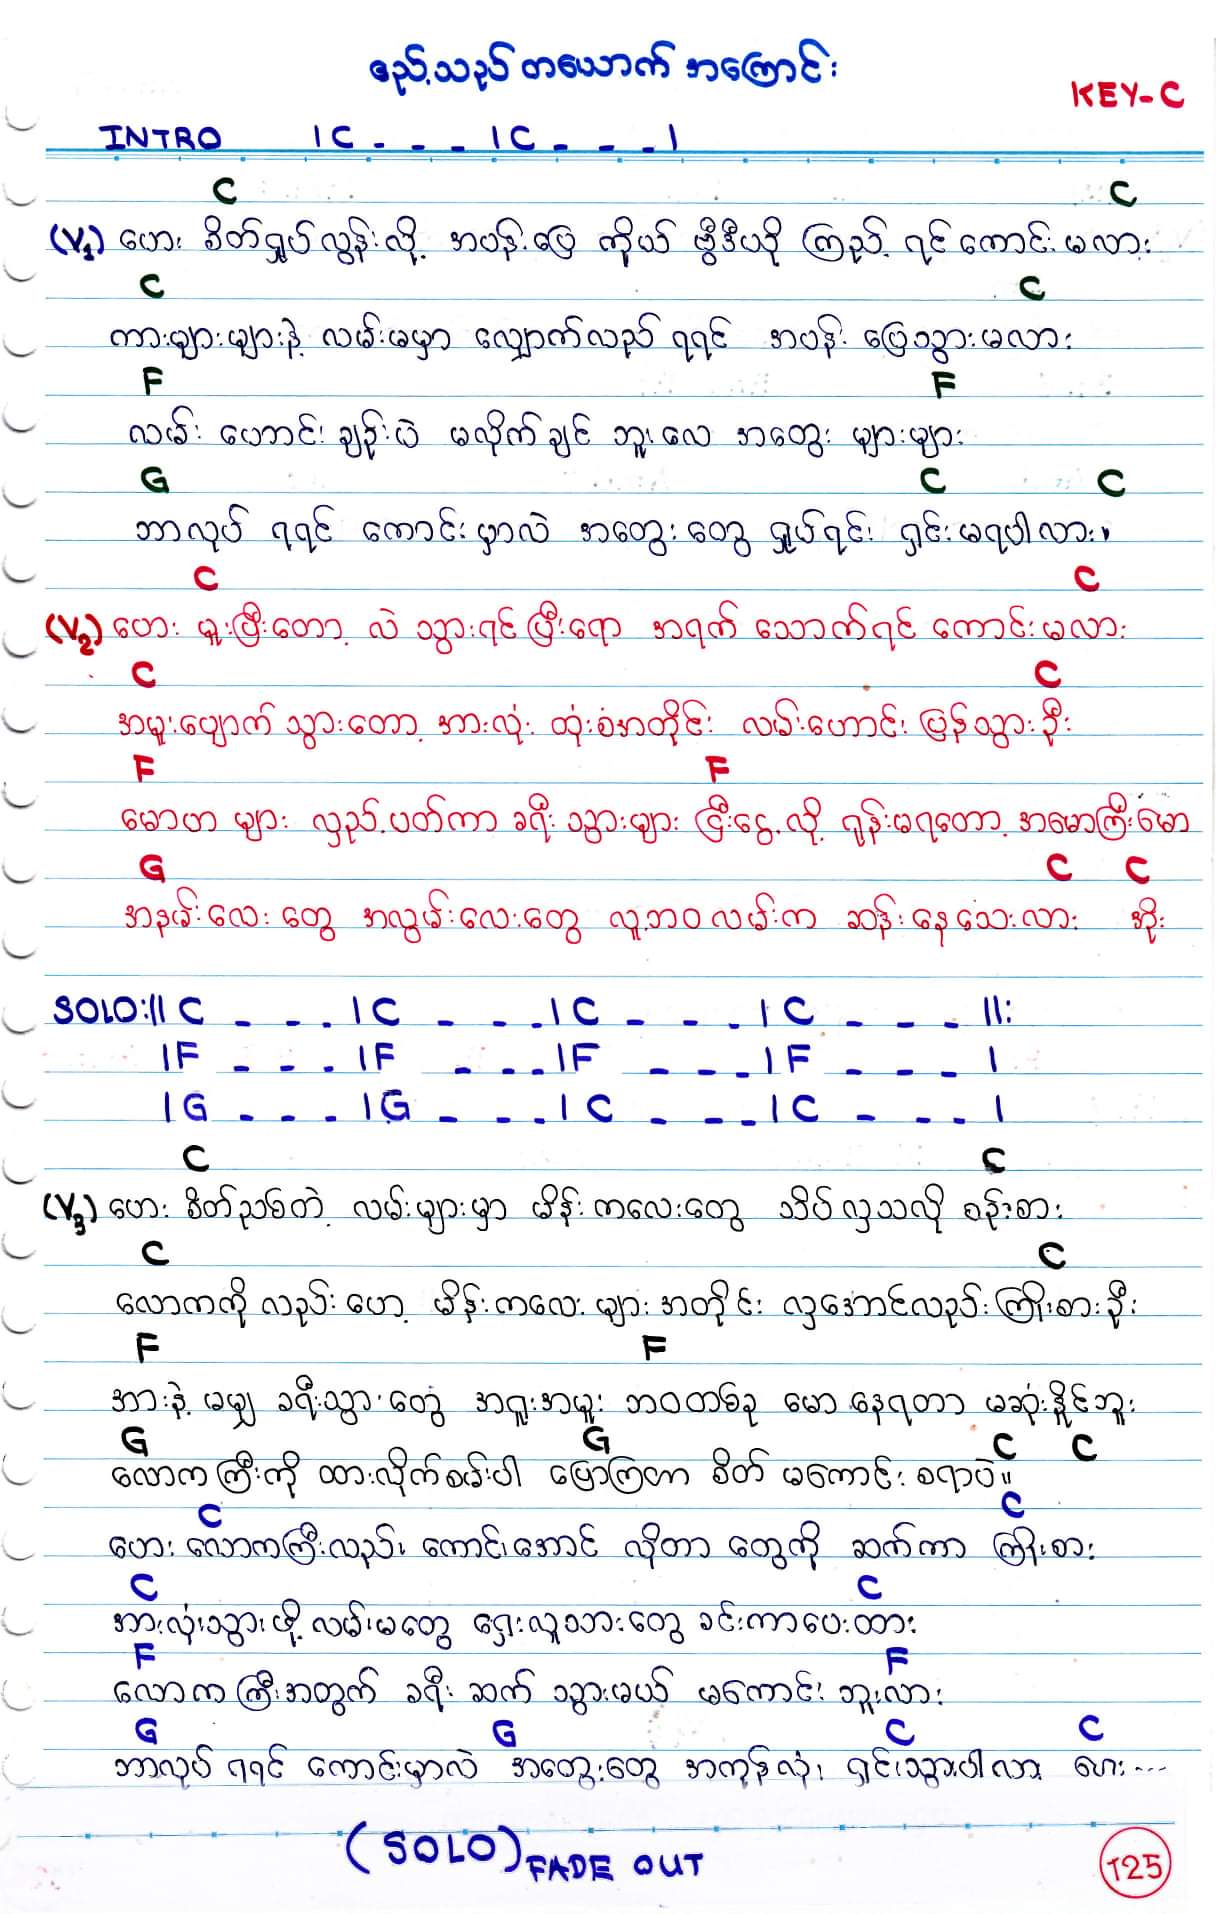 ဧည့်သည်တယောက်အကြောင်း
KEY-C
INTRO | C - - - | C - - - |
C C
(V1) ဟေး စိတ်ရှုပ်လွန်းလို့ အပန်းဖြေ ကိုယ် ဗွီဒီယို ကြည့် ရင် ကောင်း မလား
C C
ကားများများနဲ့ လမ်းမမှာ လျှောက်လည် ရရင် အပန်း ဖြေသွားမလား
F F
လမ်း ဟောင်း ချည်းပဲ မလိုက်ချင် ဘူးလေ အတွေး များများ
G C C
ဘာလုပ် ရရင် ကောင်း မှာလဲ အတွေး တွေ ရှုပ်ရင်း ရှင်းမရပါလား
C C
(V2) ဟေး မူးပြီးတော့ လဲ သွားရင် ပြီးရော အရက် သောက်ရင် ကောင်းမလား
C C
အမူးပျောက် သွားတော့ အားလုံး ထုံးစံအတိုင်း လမ်းဟောင်း ပြန်သွားဦး
F F
မောဟ များ လှည့်ပတ်ကာ ခရီး သွားများ ငြီးငွေ့လို့ ရုန်းမရတော့ အမောကြီးမော
G C C
အနမ်းလေးတွေ အလွမ်းလေးတွေ လူ့ဘဝလမ်းက ဆန်းနေသေးလား အိုး
SOLO:|| C - - - | C - - - | C - - - | C - - - ||:
| F - - - | F - - - | F - - - | F - - - |
| G - - - | G - - - | C - - - | C - - - |
C C
(V3) ဟေး စိတ်ညစ်တဲ့ လမ်းများမှာ မိန်းကလေးတွေ သိပ်လှသလို စဉ်းစား
C C
လောကကို လည်း ဟော့ မိန်းကလေး များ အတိုင်း လှအောင်လည်း ကြိုးစားဦး
F F
အားနဲ့ မမျှ ခရီးသွားတွေ အရူးအမူး ဘဝတစ်ခု မော နေရတာ မဆုံးနိူင်ဘူး
G G C C
လောကကြီးကို ထားလိုက်စမ်းပါ ပြောကြတာ စိတ် မကောင်း စရာပဲ။
C C
ဟေး လောကကြီးလည်း ကောင်းအောင် လိုတာ တွေကို ဆက်ကာ ကြိုးစား
C C
အားလုံးသွားဖို့ လမ်းမတွေ ရှေးလူသားတွေ ခင်းကာပေးထား
F F
လောကကြီးအတွက် ခရီး ဆက် သွားမယ် မကောင်း ဘူးလား
G G C C
ဘာလုပ် ရရင် ကောင်းမှာလဲ အတွေးတွေ အကုန်လုံး ရှင်းသွားပါလား ဟေး ---
(SOLO) FADE OUT
125